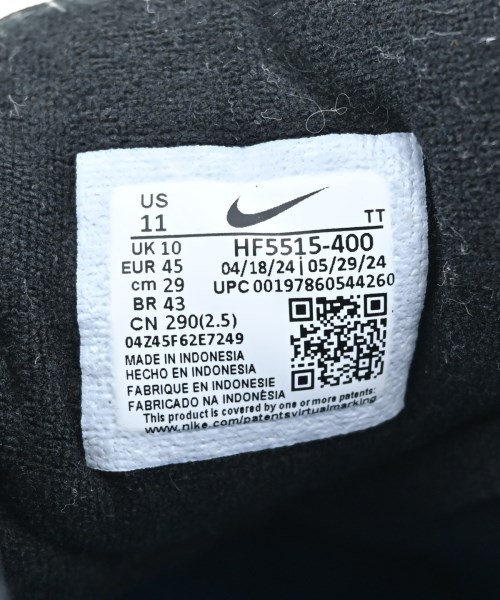 US
11
TT
UK 10
EUR 45
cm 29
BR 43
CN 290(2.5)
HF5515-400
04/18/24 | 05/29/24
UPC 00197860544260
04Z45F62E7249
MADE IN INDONESIA
HECHO EN INDONESIA
FABRIQUE EN INDONESIE
FABRICADO NA INDONÉSIA
This product is covered by one or more patents:
www.nike.com/patentsvirtualmarking